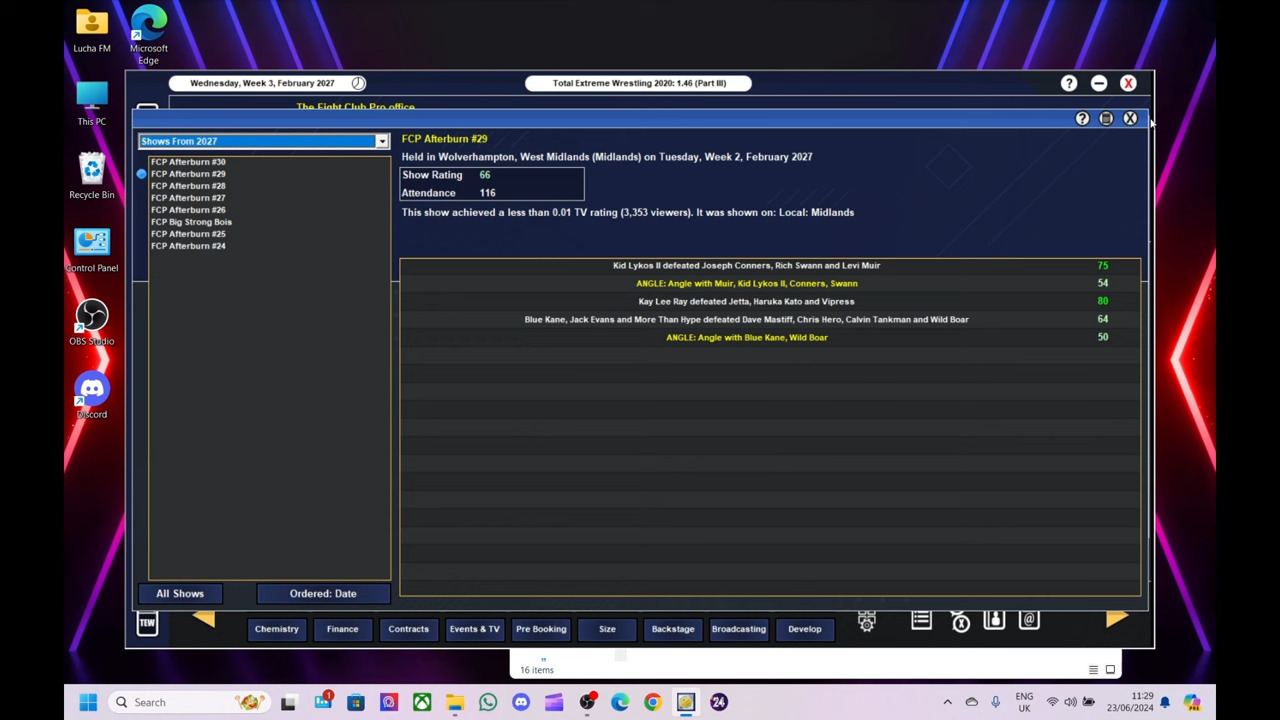 Lucha FM
Microsoft
Edge
This PC
Recycle Bin
Control Panel
OBS Studio
Discord
Wednesday, Week 3, February 2027
Total Extreme Wrestling 2020: 1.46 (Part III)
?
X
The Fight Club Pro office
?
X
Shows From 2027
FCP Afterburn #30
FCP Afterburn #29
FCP Afterburn #28
FCP Afterburn #27
FCP Afterburn #26
FCP Big Strong Bois
FCP Afterburn #25
FCP Afterburn #24
All Shows
Ordered: Date
FCP Afterburn #29
Held in Wolverhampton, West Midlands (Midlands) on Tuesday, Week 2, February 2027
Show Rating 66
Attendance 116
This show achieved a less than 0.01 TV rating (3,353 viewers). It was shown on: Local: Midlands
Kid Lykos II defeated Joseph Conners, Rich Swann and Levi Muir 75
ANGLE: Angle with Muir, Kid Lykos II, Conners, Swann 54
Kay Lee Ray defeated Jetta, Haruka Kato and Vipress 80
Blue Kane, Jack Evans and More Than Hype defeated Dave Mastiff, Chris Hero, Calvin Tankman and Wild Boar 64
ANGLE: Angle with Blue Kane, Wild Boar 50
TEW
Chemistry
Finance
Contracts
Events & TV
Pre Booking
Size
Backstage
Broadcasting
Develop
16 items
Search
1
24
ENG
UK
11:29
23/06/2024
PRE